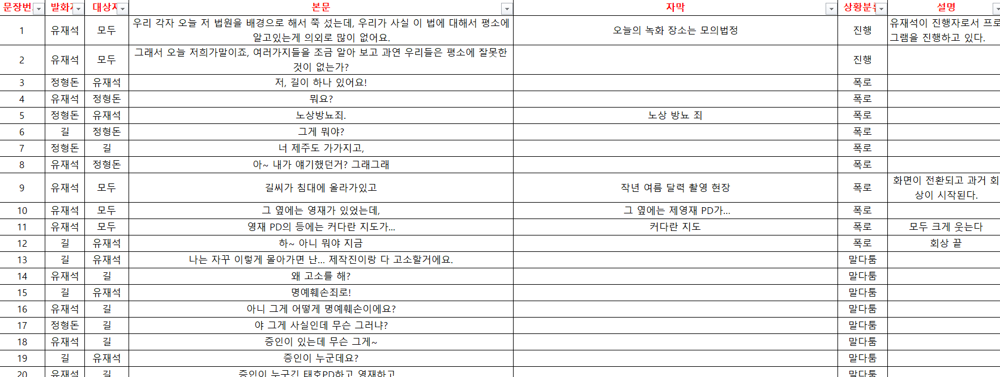 문장번 발화 대상자 본문 자막 상황분류 설명
1 유재석 모두 우리 각자 오늘 저 법원을 배경으로 해서 쭉 섰는데, 우리가 사실 이 법에 대해서 평소에 알고있는게 의외로 많이 없어요. 오늘의 녹화 장소는 모의법정 진행 유재석이 진행자로서 프로그램을 진행하고 있다.
2 유재석 모두 그래서 오늘 저희가말이죠, 여러가지들을 조금 알아 보고 과연 우리들은 평소에 잘못한 것이 없는가? 진행
3 정형돈 유재석 저, 길이 하나 있어요! 폭로
4 유재석 정형돈 뭐요? 폭로
5 정형돈 유재석 노상방뇨죄. 노상 방뇨 죄 폭로
6 길 정형돈 그게 뭐야? 폭로
7 정형돈 길 너 제주도 가가지고, 폭로
8 유재석 정형돈 아~ 내가 얘기했던거? 그래그래 폭로
9 유재석 모두 길씨가 침대에 올라가있고 작년 여름 달력 촬영 현장 폭로 화면이 전환되고 과거 회상이 시작된다.
10 유재석 모두 그 옆에는 영재가 있었는데, 그 옆에는 제영재 PD가... 폭로
11 유재석 모두 영재 PD의 등에는 커다란 지도가... 커다란 지도 폭로 모두 크게 웃는다
12 길 유재석 하~ 아니 뭐야 지금 폭로 회상 끝
13 길 유재석 나는 자꾸 이렇게 몰아가면 난... 제작진이랑 다 고소할거에요. 말다툼
14 유재석 길 왜 고소를 해? 말다툼
15 길 유재석 명예훼손죄로! 말다툼
16 유재석 길 아니 그게 어떻게 명예훼손이에요? 말다툼
17 정형돈 길 야 그게 사실인데 무슨 그러냐? 말다툼
18 유재석 길 증인이 있는데 무슨 그게~ 말다툼
19 길 유재석 증인이 누군데요? 말다툼
20 유재석 길 증인이 누구긴 태호PD하고 영재하고 말다툼